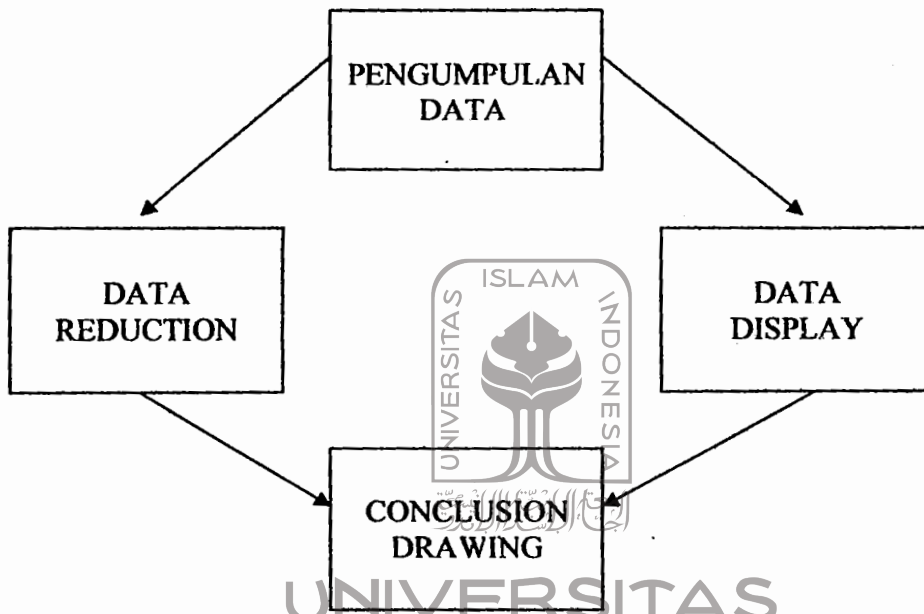 PENGUMPULAN
DATA
DATA
REDUCTION
DATA
DISPLAY
ISLAM
UNIVERSITAS
INDONESIA
CONCLUSION
DRAWING
UNIVERSITAS